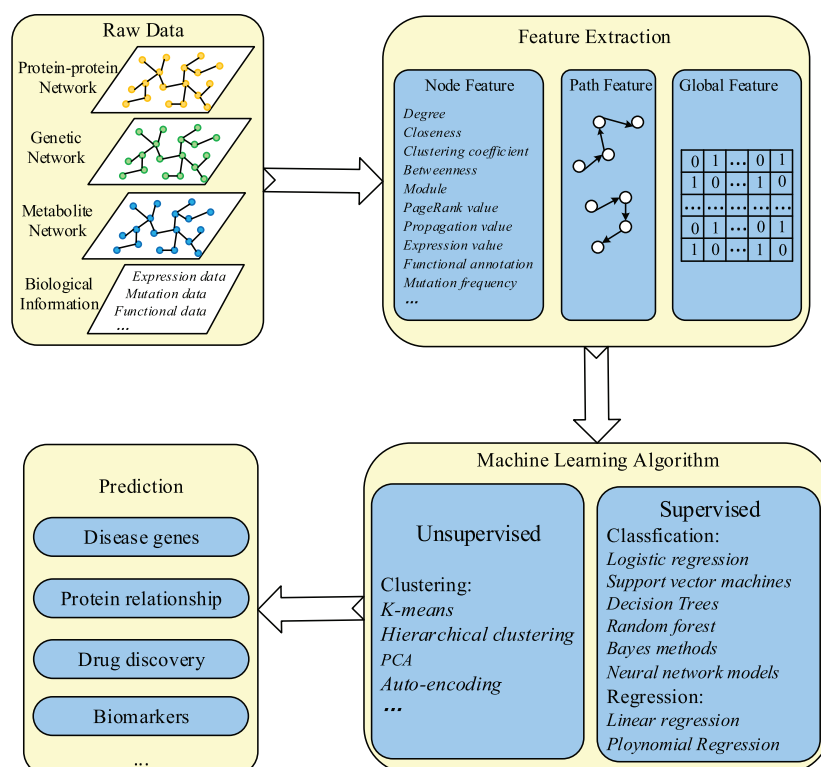 Raw Data
Protein-protein
Network
Genetic
Network
Metabolite
Network
Biological
Information
Expression data
Mutation data
Functional data
...
Feature Extraction
Node Feature
Degree
Closeness
Clustering coefficient
Betweenness
Module
PageRank value
Propagation value
Expression value
Functional annotation
Mutation frequency
...
Path Feature
Global Feature
0 1 ... 0 1
1 0 ... 1 0
... ... ... ... ...
0 1 ... 0 1
1 0 ... 1 0
Machine Learning Algorithm
Unsupervised
Clustering:
K-means
Hierarchical clustering
PCA
Auto-encoding
...
Supervised
Classfication:
Logistic regression
Support vector machines
Decision Trees
Random forest
Bayes methods
Neural network models
Regression:
Linear regression
Ploynomial Regression
Prediction
Disease genes
Protein relationship
Drug discovery
Biomarkers
...